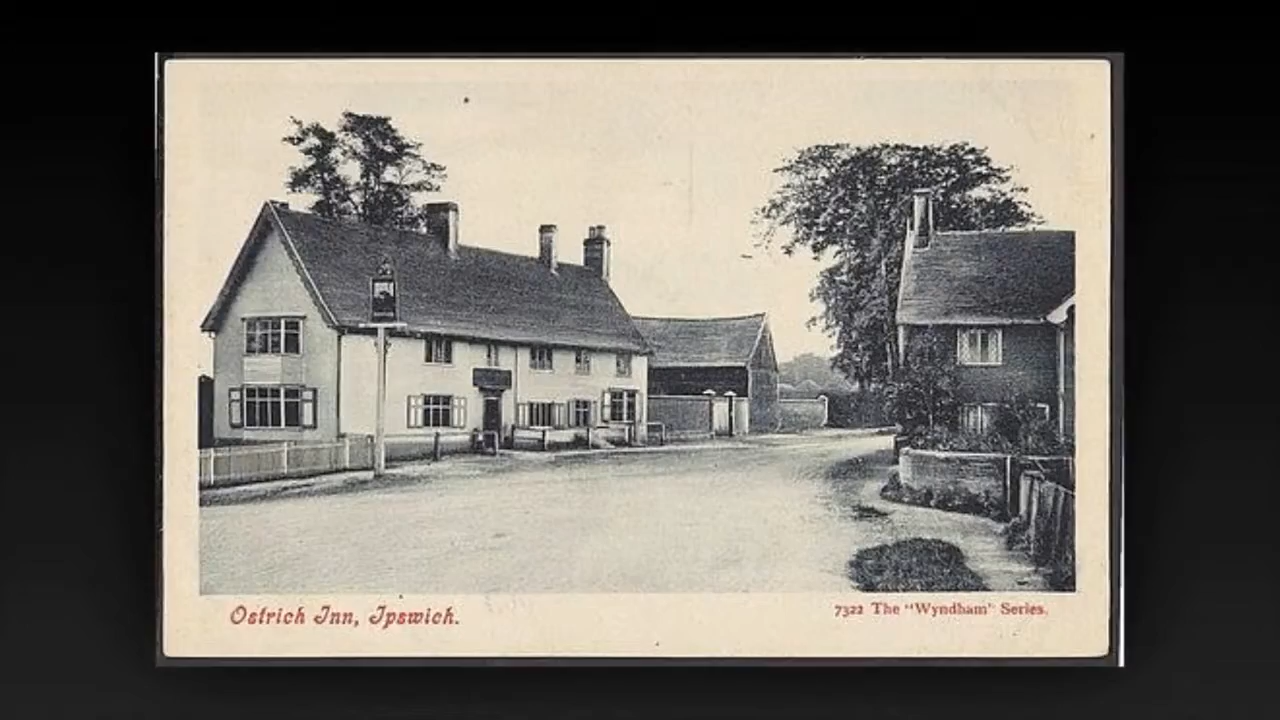 Ostrich Inn, Ipswich.
7322 The "Wyndham" Series.